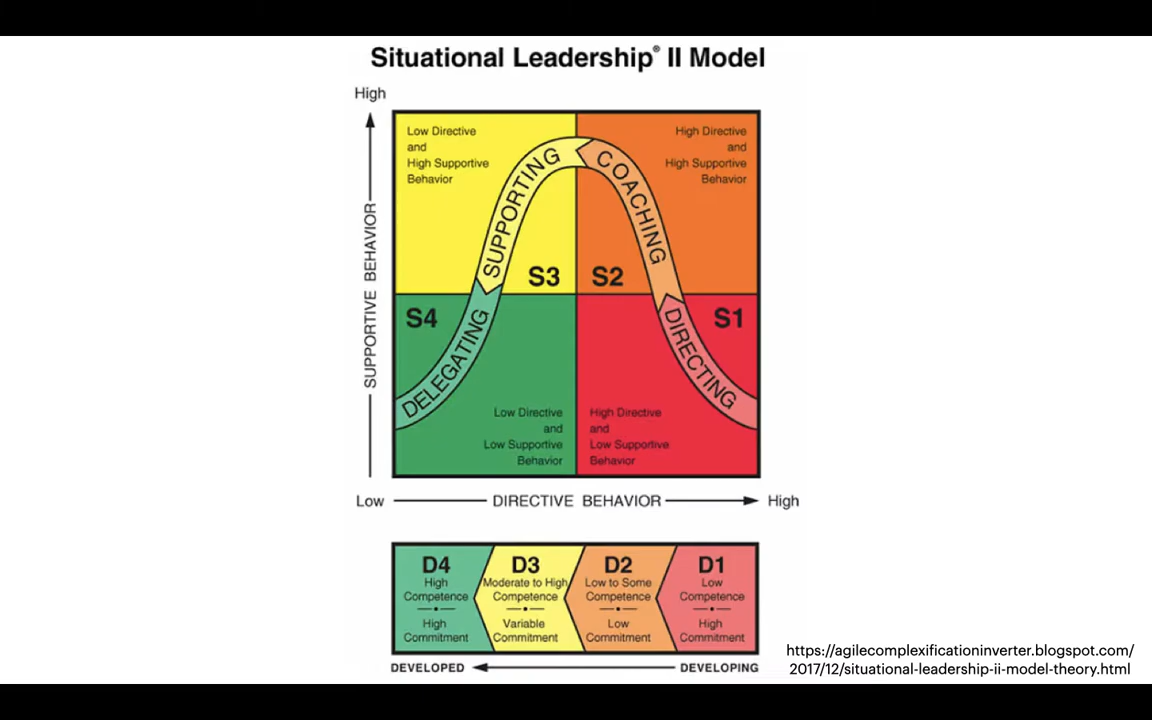 Situational Leadership® II Model
High
Low Directive
and
High Supportive
Behavior
High Directive
and
High Supportive
Behavior
SUPPORTING
COACHING
S3
S2
SUPPORTIVE BEHAVIOR
S4
S1
DELEGATING
DIRECTING
Low Directive
and
Low Supportive
Behavior
High Directive
and
Low Supportive
Behavior
Low
DIRECTIVE BEHAVIOR
High
D4
High
Competence
High
Commitment
D3
Moderate to High
Competence
Variable
Commitment
D2
Low to Some
Competence
Low
Commitment
D1
Low
Competence
High
Commitment
DEVELOPED
DEVELOPING
https://agilecomplexificationinverter.blogspot.com/
2017/12/situational-leadership-ii-model-theory.html